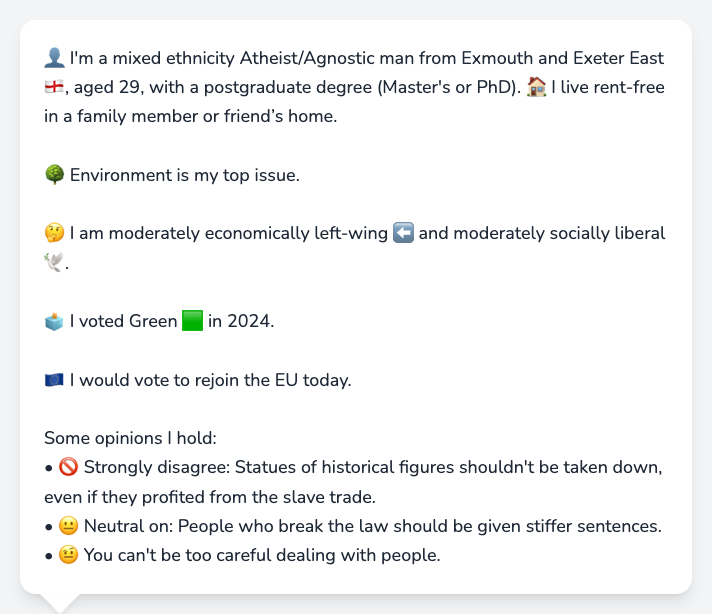 👤 I'm a mixed ethnicity Atheist/Agnostic man from Exmouth and Exeter East
🏴󠁧󠁢󠁥󠁮󠁧󠁿, aged 29, with a postgraduate degree (Master's or PhD). 🏠 I live rent-free
in a family member or friend’s home.
🌳 Environment is my top issue.
🤔 I am moderately economically left-wing ⬅️ and moderately socially liberal
🕊️.
🗳️ I voted Green 🟩 in 2024.
🇪🇺 I would vote to rejoin the EU today.
Some opinions I hold:
• 🚫 Strongly disagree: Statues of historical figures shouldn't be taken down,
even if they profited from the slave trade.
• 😐 Neutral on: People who break the law should be given stiffer sentences.
• 🤨 You can't be too careful dealing with people.